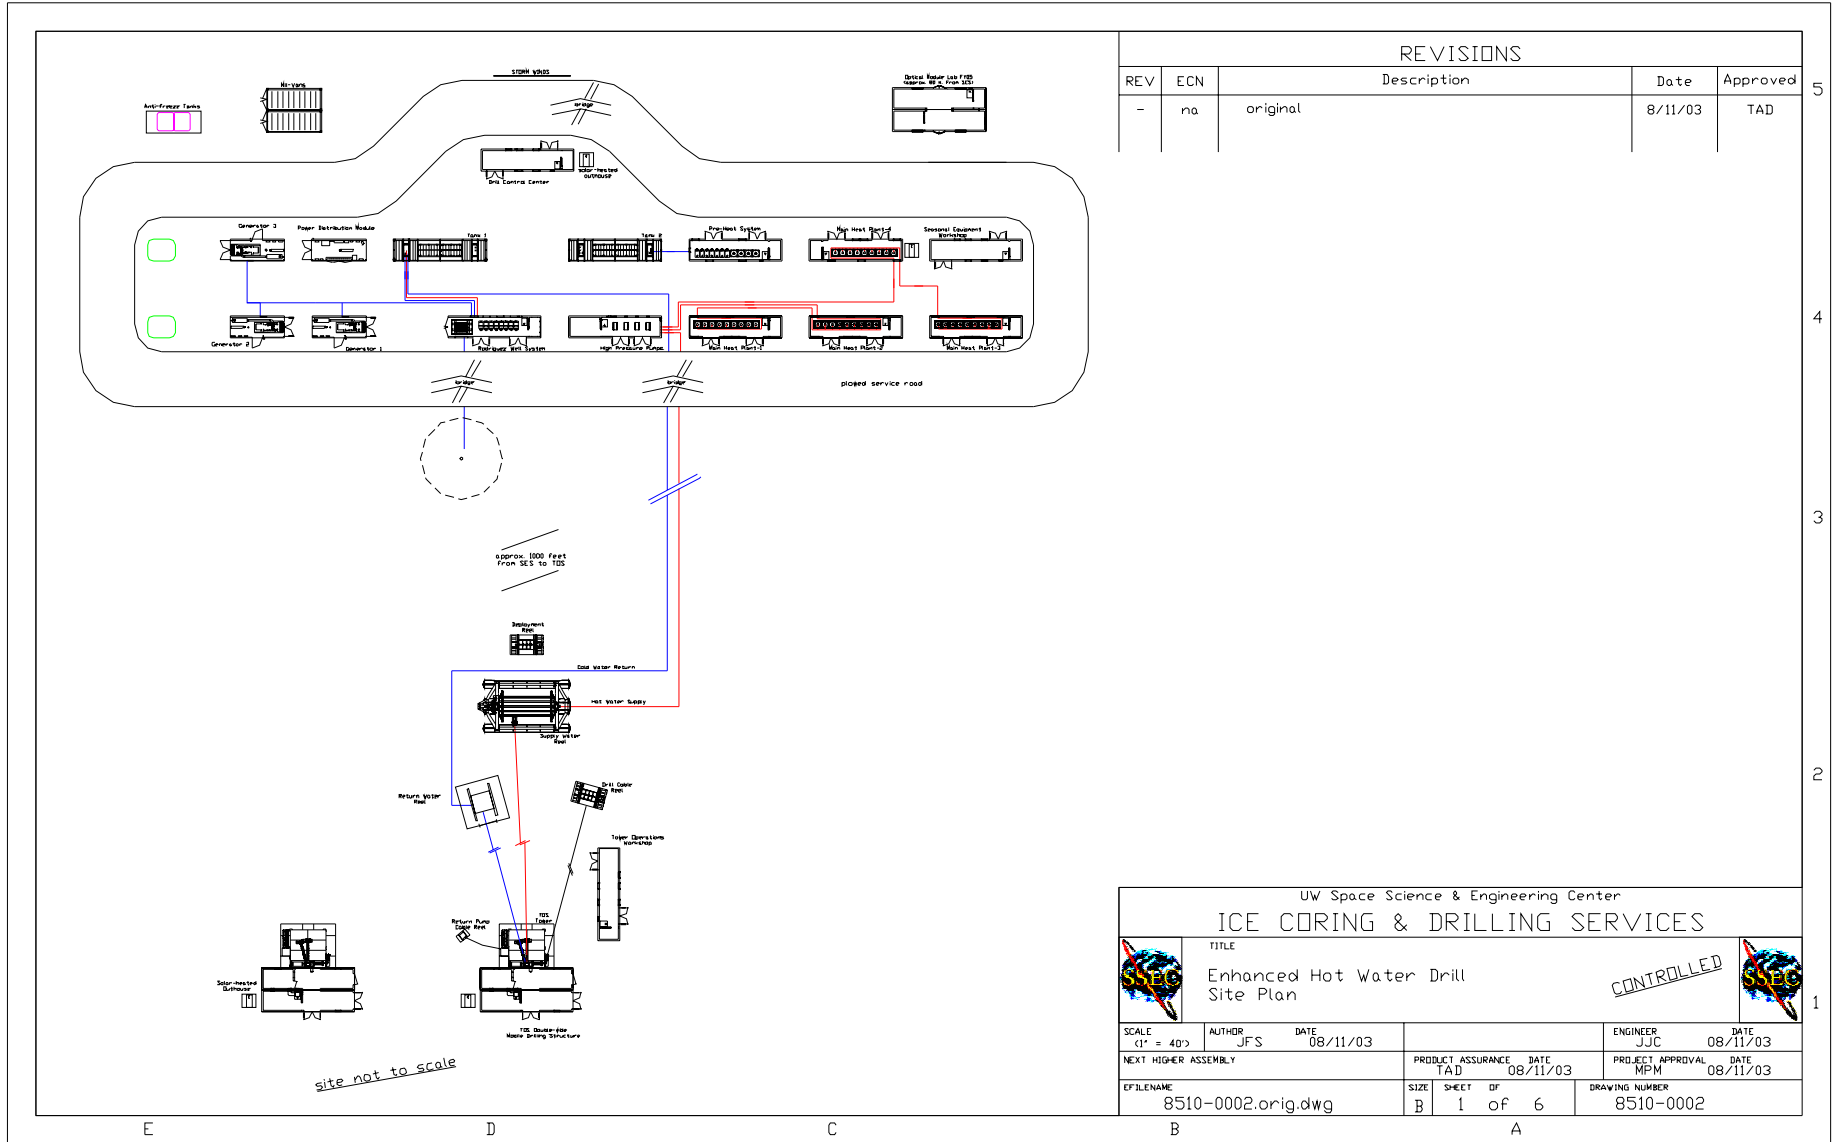 REVISIONS
REV ECN Description Date Approved
- na original 8/11/03 TAD
5
4
3
2
1
STORM WINDS
bridge
Mil-vans
Anti-freeze Tanks
Optical Module Lab FTOS
(approx. 80 ft. from SES)
Drill Control Center
Solar-heated
Outhouse
Generator 3
Power Distribution Module
Tank 1
Tank 2
Pre-Heat System
Main Heat Plant-4
Seasonal Equipment
Workshop
Generator 2
Generator 1
Rodriguez Well System
High Pressure Pumps
Main Heat Plant-1
Main Heat Plant-2
Main Heat Plant-3
bridge
bridge
plowed service road
approx. 1000 feet
from SES to TOS
Deployment
Reel
Cold Water Return
Hot Water Supply
Supply Water
Reel
Return Water
Reel
Drill Cable
Reel
Tower Operations
Workshop
Return Pump
Cable Reel
TOS
Tower
Solar-heated
Outhouse
TOS Double-wide
Mobile Drilling Structure
site not to scale
UW Space Science & Engineering Center
ICE CORING & DRILLING SERVICES
SSEC
TITLE
Enhanced Hot Water Drill
Site Plan
CONTROLLED
SSEC
SCALE
(1" = 40')
AUTHOR DATE
JFS 08/11/03
ENGINEER DATE
JJC 08/11/03
NEXT HIGHER ASSEMBLY
PRODUCT ASSURANCE DATE
TAD 08/11/03
PROJECT APPROVAL DATE
MPM 08/11/03
EFILENAME
8510-0002.orig.dwg
SIZE
B
SHEET OF
1 of 6
DRAWING NUMBER
8510-0002
E D C B A